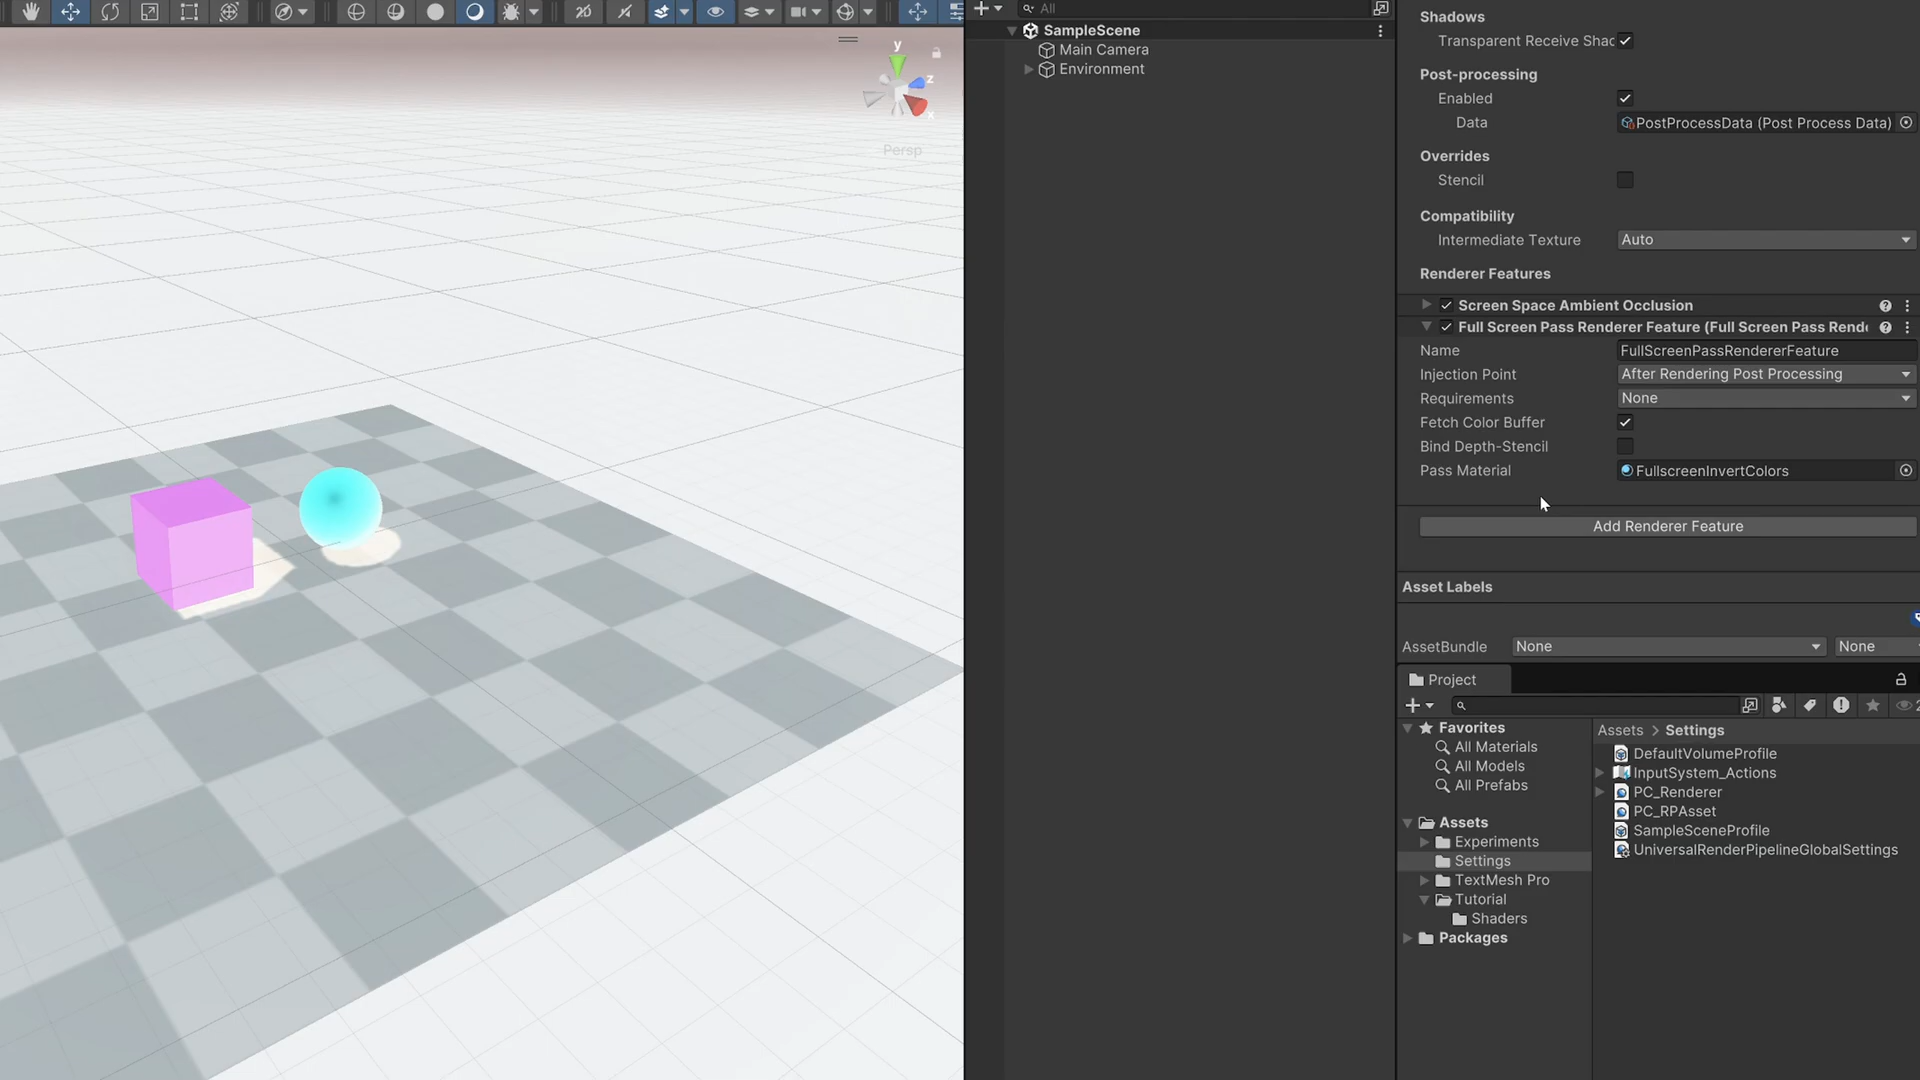 y
z
x
Persp
All
SampleScene
Main Camera
Environment
Shadows
Transparent Receive Shac
Post-processing
Enabled
Data
PostProcessData (Post Process Data)
Overrides
Stencil
Compatibility
Intermediate Texture
Auto
Renderer Features
Screen Space Ambient Occlusion
Full Screen Pass Renderer Feature (Full Screen Pass Rende
Name
FullScreenPassRendererFeature
Injection Point
After Rendering Post Processing
Requirements
None
Fetch Color Buffer
Bind Depth-Stencil
Pass Material
FullscreenInvertColors
Add Renderer Feature
Asset Labels
AssetBundle
None
None
Project
Favorites
All Materials
All Models
All Prefabs
Assets
Experiments
Settings
TextMesh Pro
Tutorial
Shaders
Packages
Assets > Settings
DefaultVolumeProfile
InputSystem_Actions
PC_Renderer
PC_RPAsset
SampleSceneProfile
UniversalRenderPipelineGlobalSettings